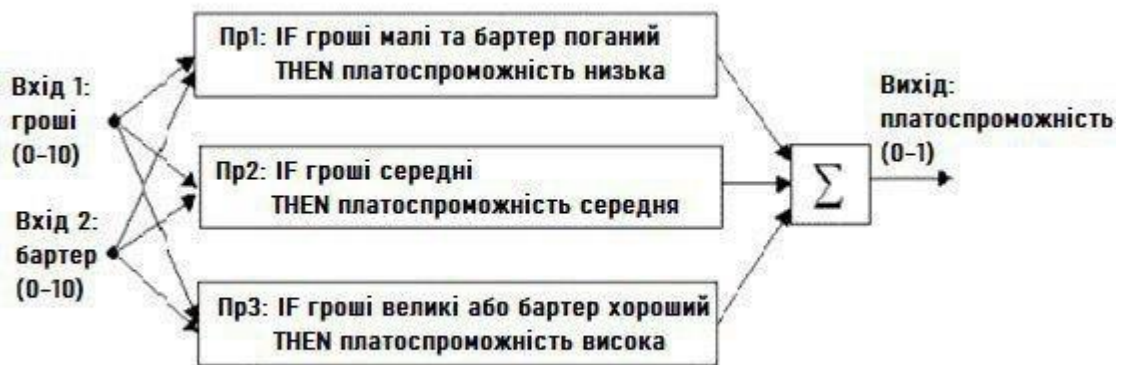 Вхід 1:
гроші
(0–10)
Вхід 2:
бартер
(0–10)
Пр1: IF гроші малі та бартер поганий
THEN платоспроможність низька
Пр2: IF гроші середні
THEN платоспроможність середня
Пр3: IF гроші великі або бартер хороший
THEN платоспроможність висока
Σ
Вихід:
платоспроможність
(0–1)